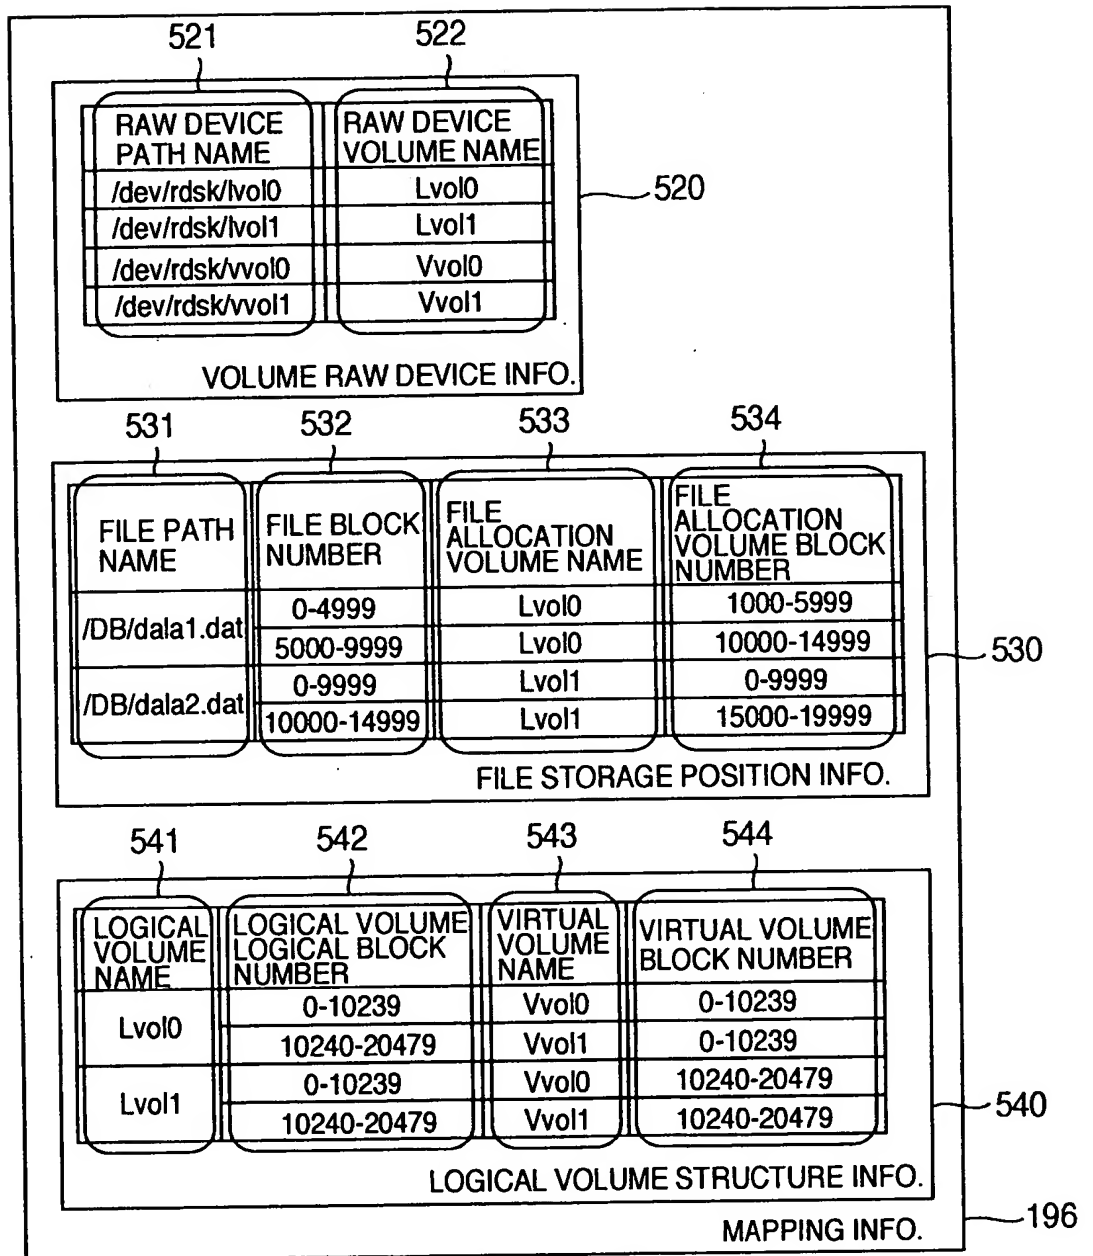 521
522
RAW DEVICE PATH NAME
RAW DEVICE VOLUME NAME
/dev/rdsk/lvol0
Lvol0
/dev/rdsk/lvol1
Lvol1
/dev/rdsk/vvol0
Vvol0
/dev/rdsk/vvol1
Vvol1
520
VOLUME RAW DEVICE INFO.
531
532
533
534
FILE PATH NAME
FILE BLOCK NUMBER
FILE ALLOCATION VOLUME NAME
FILE ALLOCATION VOLUME BLOCK NUMBER
/DB/dala1.dat
0-4999
Lvol0
1000-5999
5000-9999
Lvol0
10000-14999
/DB/dala2.dat
0-9999
Lvol1
0-9999
10000-14999
Lvol1
15000-19999
530
FILE STORAGE POSITION INFO.
541
542
543
544
LOGICAL VOLUME NAME
LOGICAL VOLUME LOGICAL BLOCK NUMBER
VIRTUAL VOLUME NAME
VIRTUAL VOLUME BLOCK NUMBER
Lvol0
0-10239
Vvol0
0-10239
10240-20479
Vvol1
0-10239
Lvol1
0-10239
Vvol0
10240-20479
10240-20479
Vvol1
10240-20479
540
LOGICAL VOLUME STRUCTURE INFO.
MAPPING INFO.
196